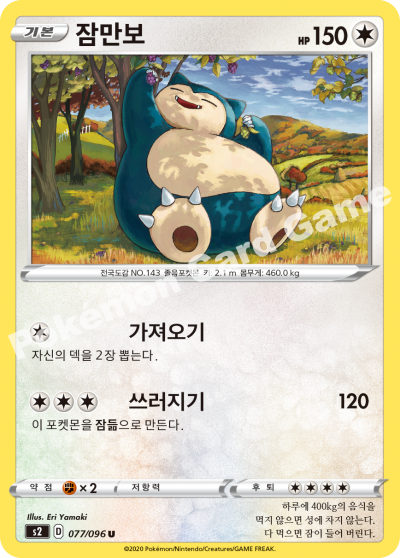 기본 잠만보 HP 150
전국도감 NO.143 졸음포켓몬 키: 2.1 m 몸무게: 460.0 kg
가져오기
자신의 덱을 2장 뽑는다.
쓰러지기 120
이 포켓몬을 잠듦으로 만든다.
약점 ×2 저항력 후퇴
Illus. Eri Yamaki
s2 D 077/096 U
하루에 400kg의 음식을
먹지 않으면 성에 차지 않는다.
다 먹으면 잠이 들어 버린다.
©2020 Pokémon/Nintendo/Creatures/GAME FREAK.
Pokémon Card Game